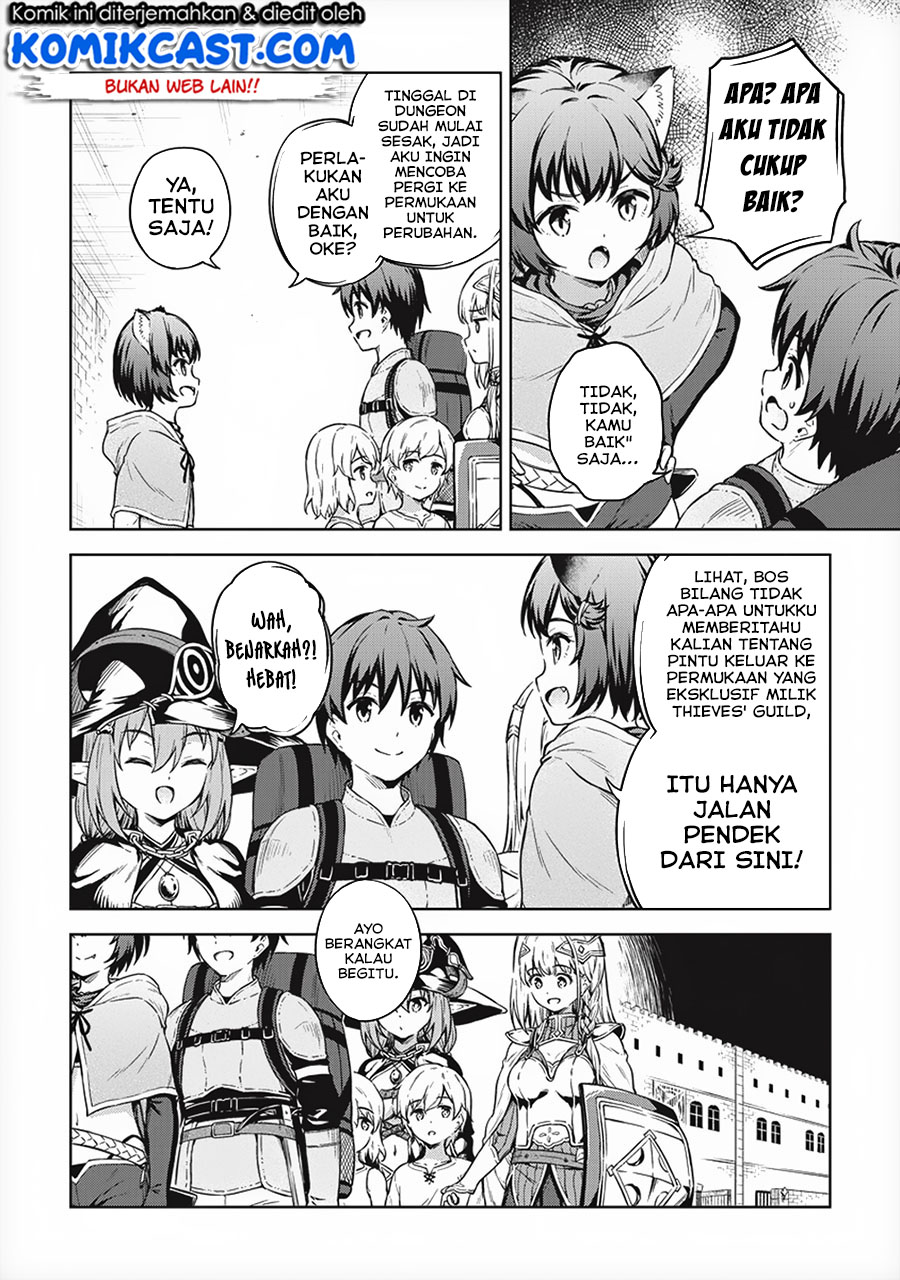 Komik ini diterjemahkan & diedit oleh
KOMIKCAST.COM
BUKAN WEB LAIN!!
APA? APA
AKU TIDAK
CUKUP
BAIK?
TIDAK,
TIDAK,
KAMU
BAIK"
SAJA...
TINGGAL DI
DUNGEON
SUDAH MULAI
SESAK, JADI
AKU INGIN
MENCOBA
PERGI KE
PERMUKAAN
UNTUK
PERUBAHAN.
PERLA-
KUKAN
AKU
DENGAN
BAIK,
OKE?
YA,
TENTU
SAJA!
LIHAT, BOS
BILANG TIDAK
APA-APA UNTUKKU
MEMBERITAHU
KALIAN TENTANG
PINTU KELUAR KE
PERMUKAAN YANG
EKSKLUSIF MILIK
THIEVES' GUILD,
ITU HANYA
JALAN
PENDEK
DARI SINI!
WAH,
BENARKAH?!
HEBAT!
AYO
BERANGKAT
KALAU
BEGITU.